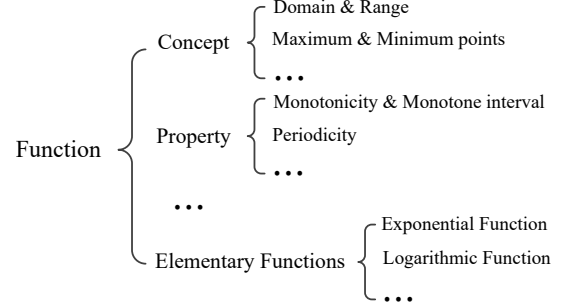 Domain & Range
Concept
Maximum & Minimum points
...
Monotonicity & Monotone interval
Function
Property
Periodicity
...
...
Exponential Function
Elementary Functions
Logarithmic Function
...